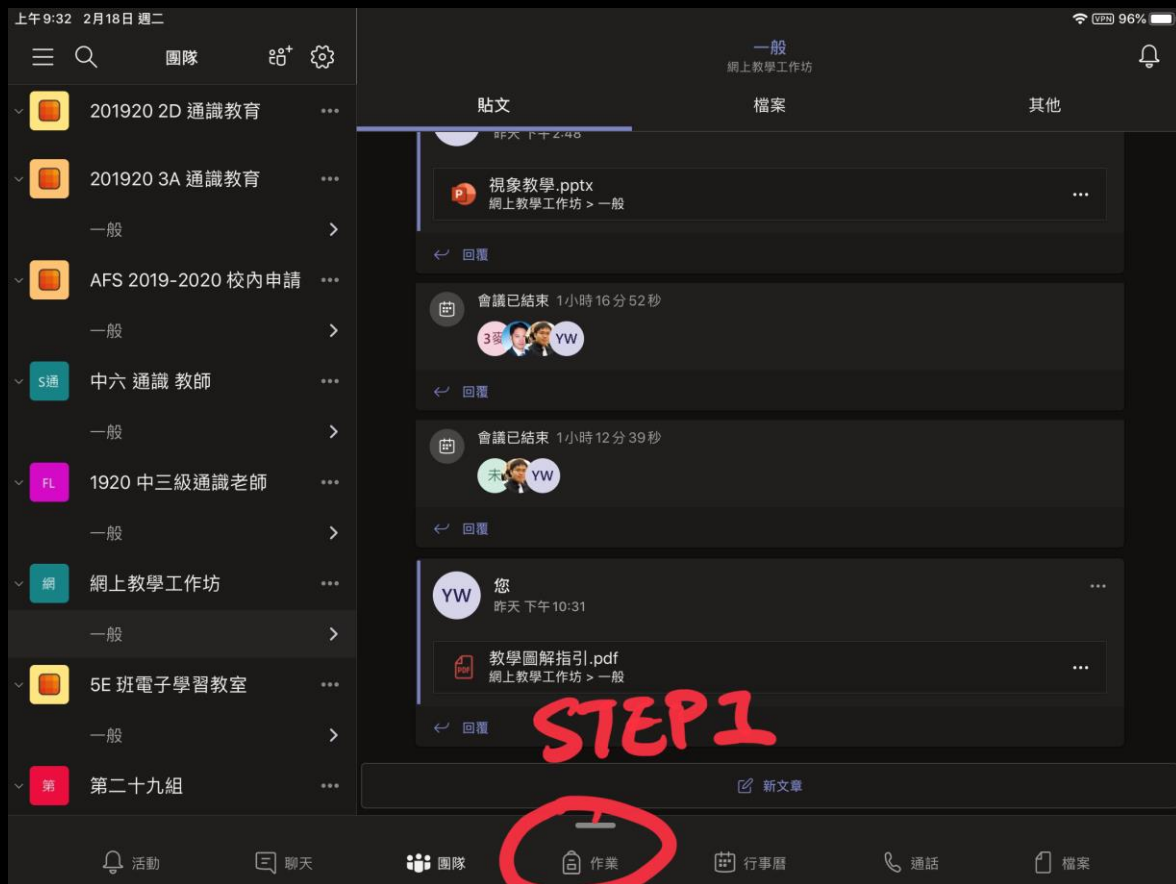 上午9:32 2月18日 週二
VPN 96%
團隊
201920 2D 通識教育
201920 3A 通識教育
一般
AFS 2019-2020 校內申請
一般
S通 中六 通識 教師
一般
FL 1920 中三級通識老師
一般
網 網上教學工作坊
一般
5E 班電子學習教室
一般
第 第二十九組
一般
網上教學工作坊
貼文 檔案 其他
昨天 下午2:48
視象教學.pptx
網上教學工作坊 > 一般
回覆
會議已結束 1小時16分52秒
3 YW
回覆
會議已結束 1小時12分39秒
未 YW
回覆
YW 您
昨天 下午10:31
PDF 教學圖解指引.pdf
網上教學工作坊 > 一般
回覆
STEP1
新文章
活動 聊天 團隊 作業 行事曆 通話 檔案